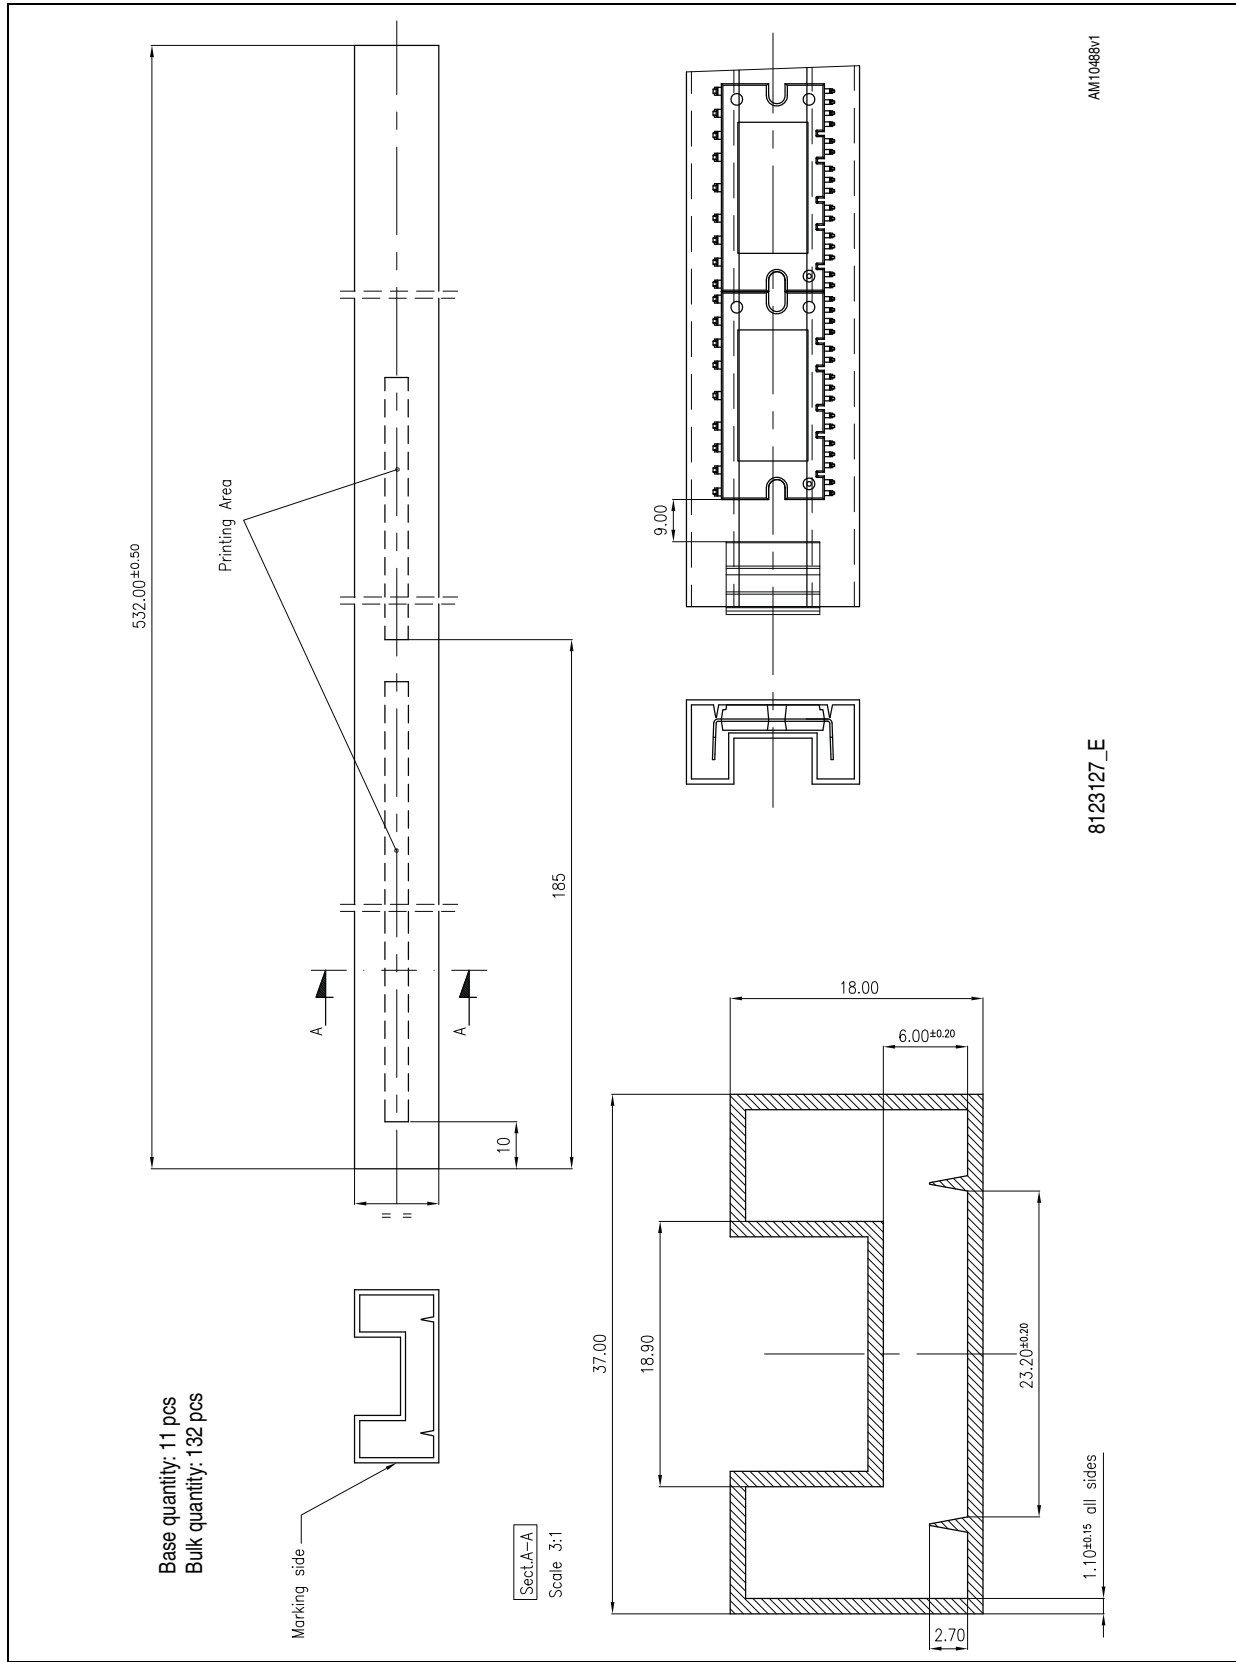 Base quantity: 11 pcs
Bulk quantity: 132 pcs
Marking side
532.00±0.50
Printing Area
A
A
10
185
= =
Sect.A-A
Scale 3:1
37.00
18.90
18.00
6.00±0.20
23.20±0.20
2.70
1.10±0.15 all sides
9.00
8123127_E
AM10488v1